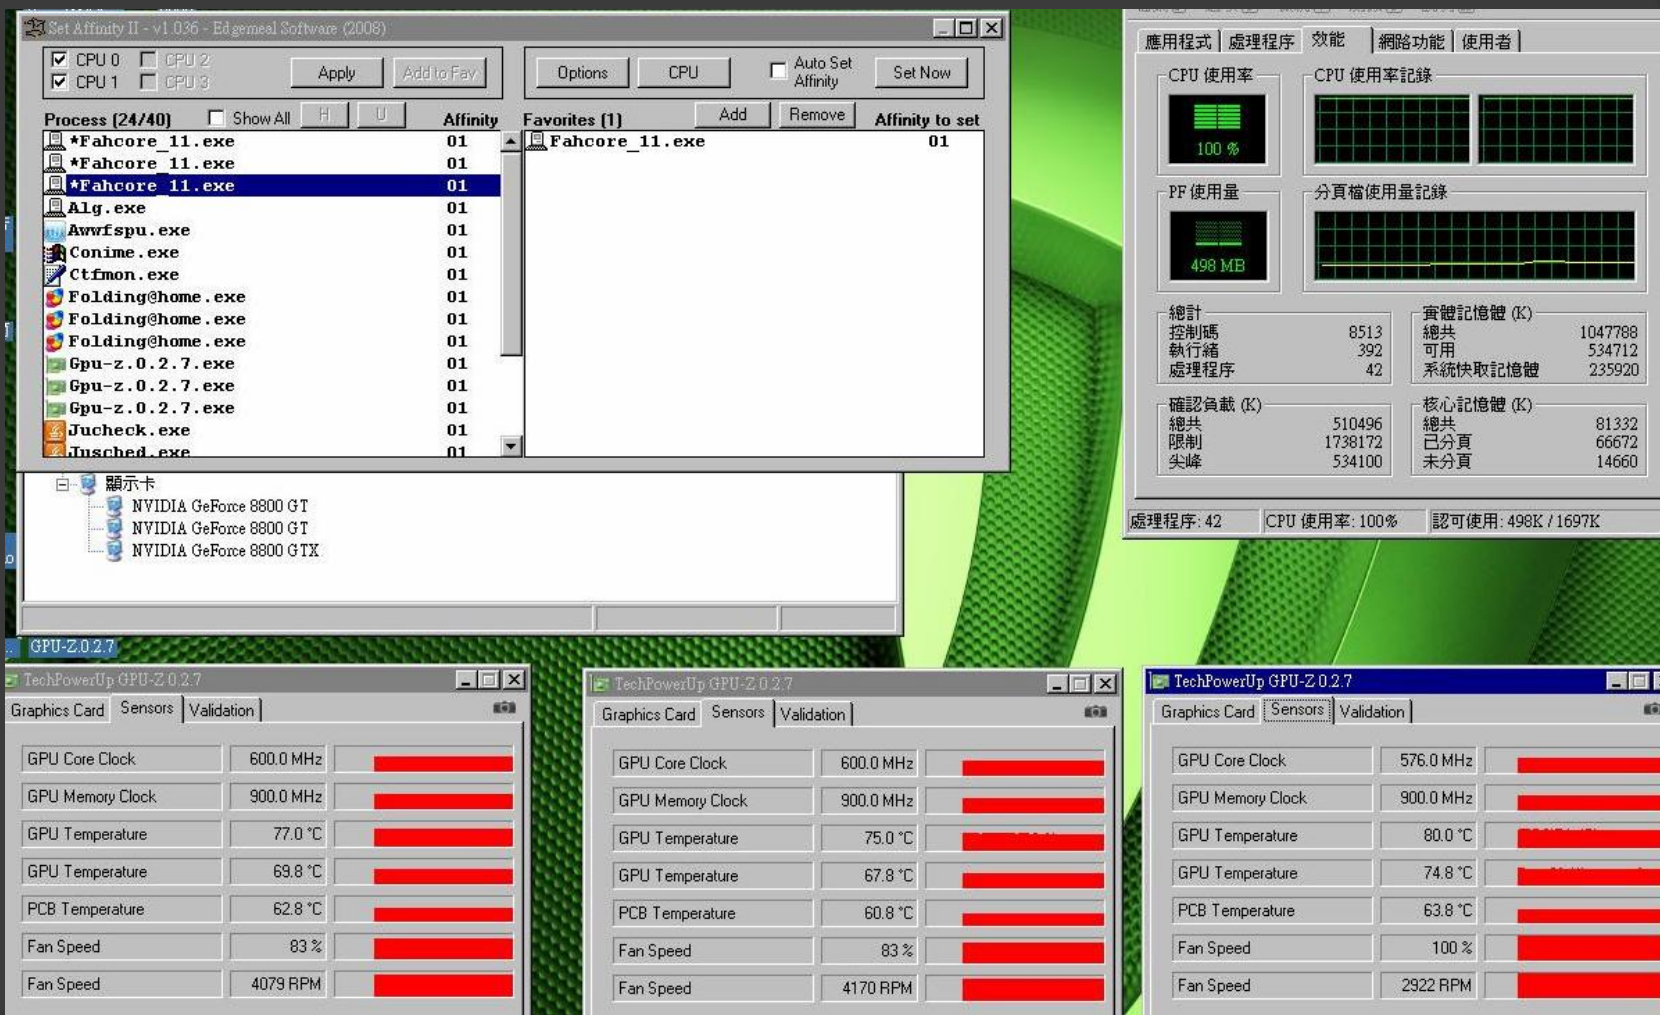 Set Affinity II - v1.036 - Edgemeal Software (2008)
CPU 0 CPU 2
CPU 1 CPU 3
Apply Add to Fav
Options CPU Auto Set Affinity Set Now
Process (24/40) Show All H U Affinity
Favorites (1) Add Remove Affinity to set
*Fahcore_11.exe 01
*Fahcore_11.exe 01
*Fahcore_11.exe 01
Alg.exe 01
Awwfspu.exe 01
Conime.exe 01
Ctfmon.exe 01
Folding@home.exe 01
Folding@home.exe 01
Folding@home.exe 01
Gpu-z.0.2.7.exe 01
Gpu-z.0.2.7.exe 01
Gpu-z.0.2.7.exe 01
Jucheck.exe 01
Jusched.exe 01
Fahcore_11.exe 01
顯示卡
NVIDIA GeForce 8800 GT
NVIDIA GeForce 8800 GT
NVIDIA GeForce 8800 GTX
應用程式 處理程序 效能 網路功能 使用者
CPU 使用率 CPU 使用率記錄
100 %
PF 使用量 分頁檔使用量記錄
498 MB
總計
控制碼 8513
執行緒 392
處理程序 42
實體記憶體 (K)
總共 1047788
可用 534712
系統快取記憶體 235920
確認負載 (K)
總共 510496
限制 1738172
尖峰 534100
核心記憶體 (K)
總共 81332
已分頁 66672
未分頁 14660
處理程序: 42 CPU 使用率: 100% 認可使用: 498K / 1697K
GPU-Z.0.2.7
TechPowerUp GPU-Z 0.2.7
Graphics Card Sensors Validation
GPU Core Clock 600.0 MHz
GPU Memory Clock 900.0 MHz
GPU Temperature 77.0 °C
GPU Temperature 69.8 °C
PCB Temperature 62.8 °C
Fan Speed 83 %
Fan Speed 4079 RPM
TechPowerUp GPU-Z 0.2.7
Graphics Card Sensors Validation
GPU Core Clock 600.0 MHz
GPU Memory Clock 900.0 MHz
GPU Temperature 75.0 °C
GPU Temperature 67.8 °C
PCB Temperature 60.8 °C
Fan Speed 83 %
Fan Speed 4170 RPM
TechPowerUp GPU-Z 0.2.7
Graphics Card Sensors Validation
GPU Core Clock 576.0 MHz
GPU Memory Clock 900.0 MHz
GPU Temperature 80.0 °C
GPU Temperature 74.8 °C
PCB Temperature 63.8 °C
Fan Speed 100 %
Fan Speed 2922 RPM